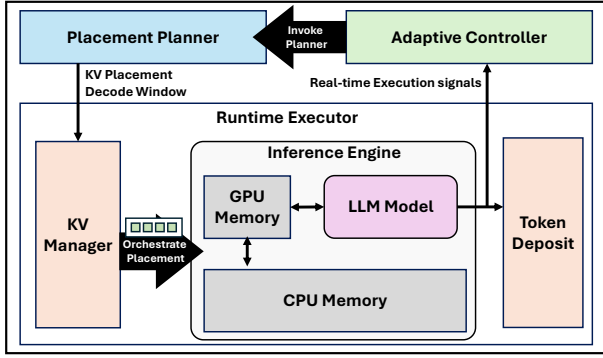 Placement Planner
Invoke
Planner
Adaptive Controller
KV Placement
Decode Window
Real-time Execution signals
Runtime Executor
Inference Engine
KV
Manager
Orchestrate
Placement
GPU
Memory
LLM Model
CPU Memory
Token
Deposit